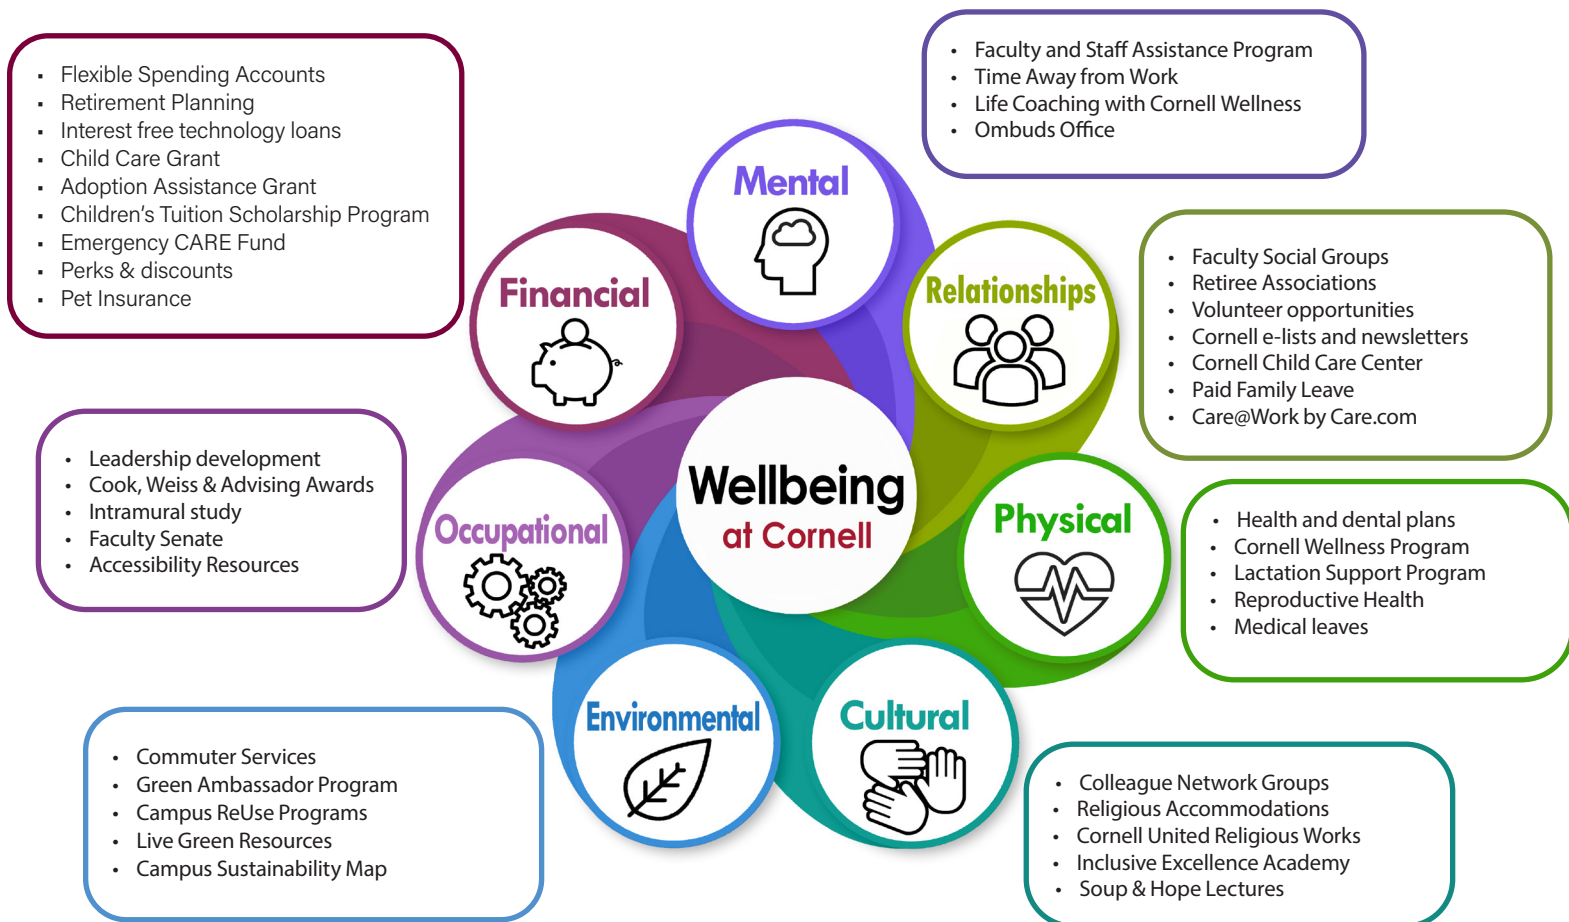 • Flexible Spending Accounts
• Retirement Planning
• Interest free technology loans
• Child Care Grant
• Adoption Assistance Grant
• Children's Tuition Scholarship Program
• Emergency CARE Fund
• Perks & discounts
• Pet Insurance
• Faculty and Staff Assistance Program
• Time Away from Work
• Life Coaching with Cornell Wellness
• Ombuds Office
Mental
Financial
Relationships
• Faculty Social Groups
• Retiree Associations
• Volunteer opportunities
• Cornell e-lists and newsletters
• Cornell Child Care Center
• Paid Family Leave
• Care@Work by Care.com
• Leadership development
• Cook, Weiss & Advising Awards
• Intramural study
• Faculty Senate
• Accessibility Resources
Occupational
Wellbeing
at Cornell
Physical
• Health and dental plans
• Cornell Wellness Program
• Lactation Support Program
• Reproductive Health
• Medical leaves
Environmental
Cultural
• Commuter Services
• Green Ambassador Program
• Campus ReUse Programs
• Live Green Resources
• Campus Sustainability Map
• Colleague Network Groups
• Religious Accommodations
• Cornell United Religious Works
• Inclusive Excellence Academy
• Soup & Hope Lectures